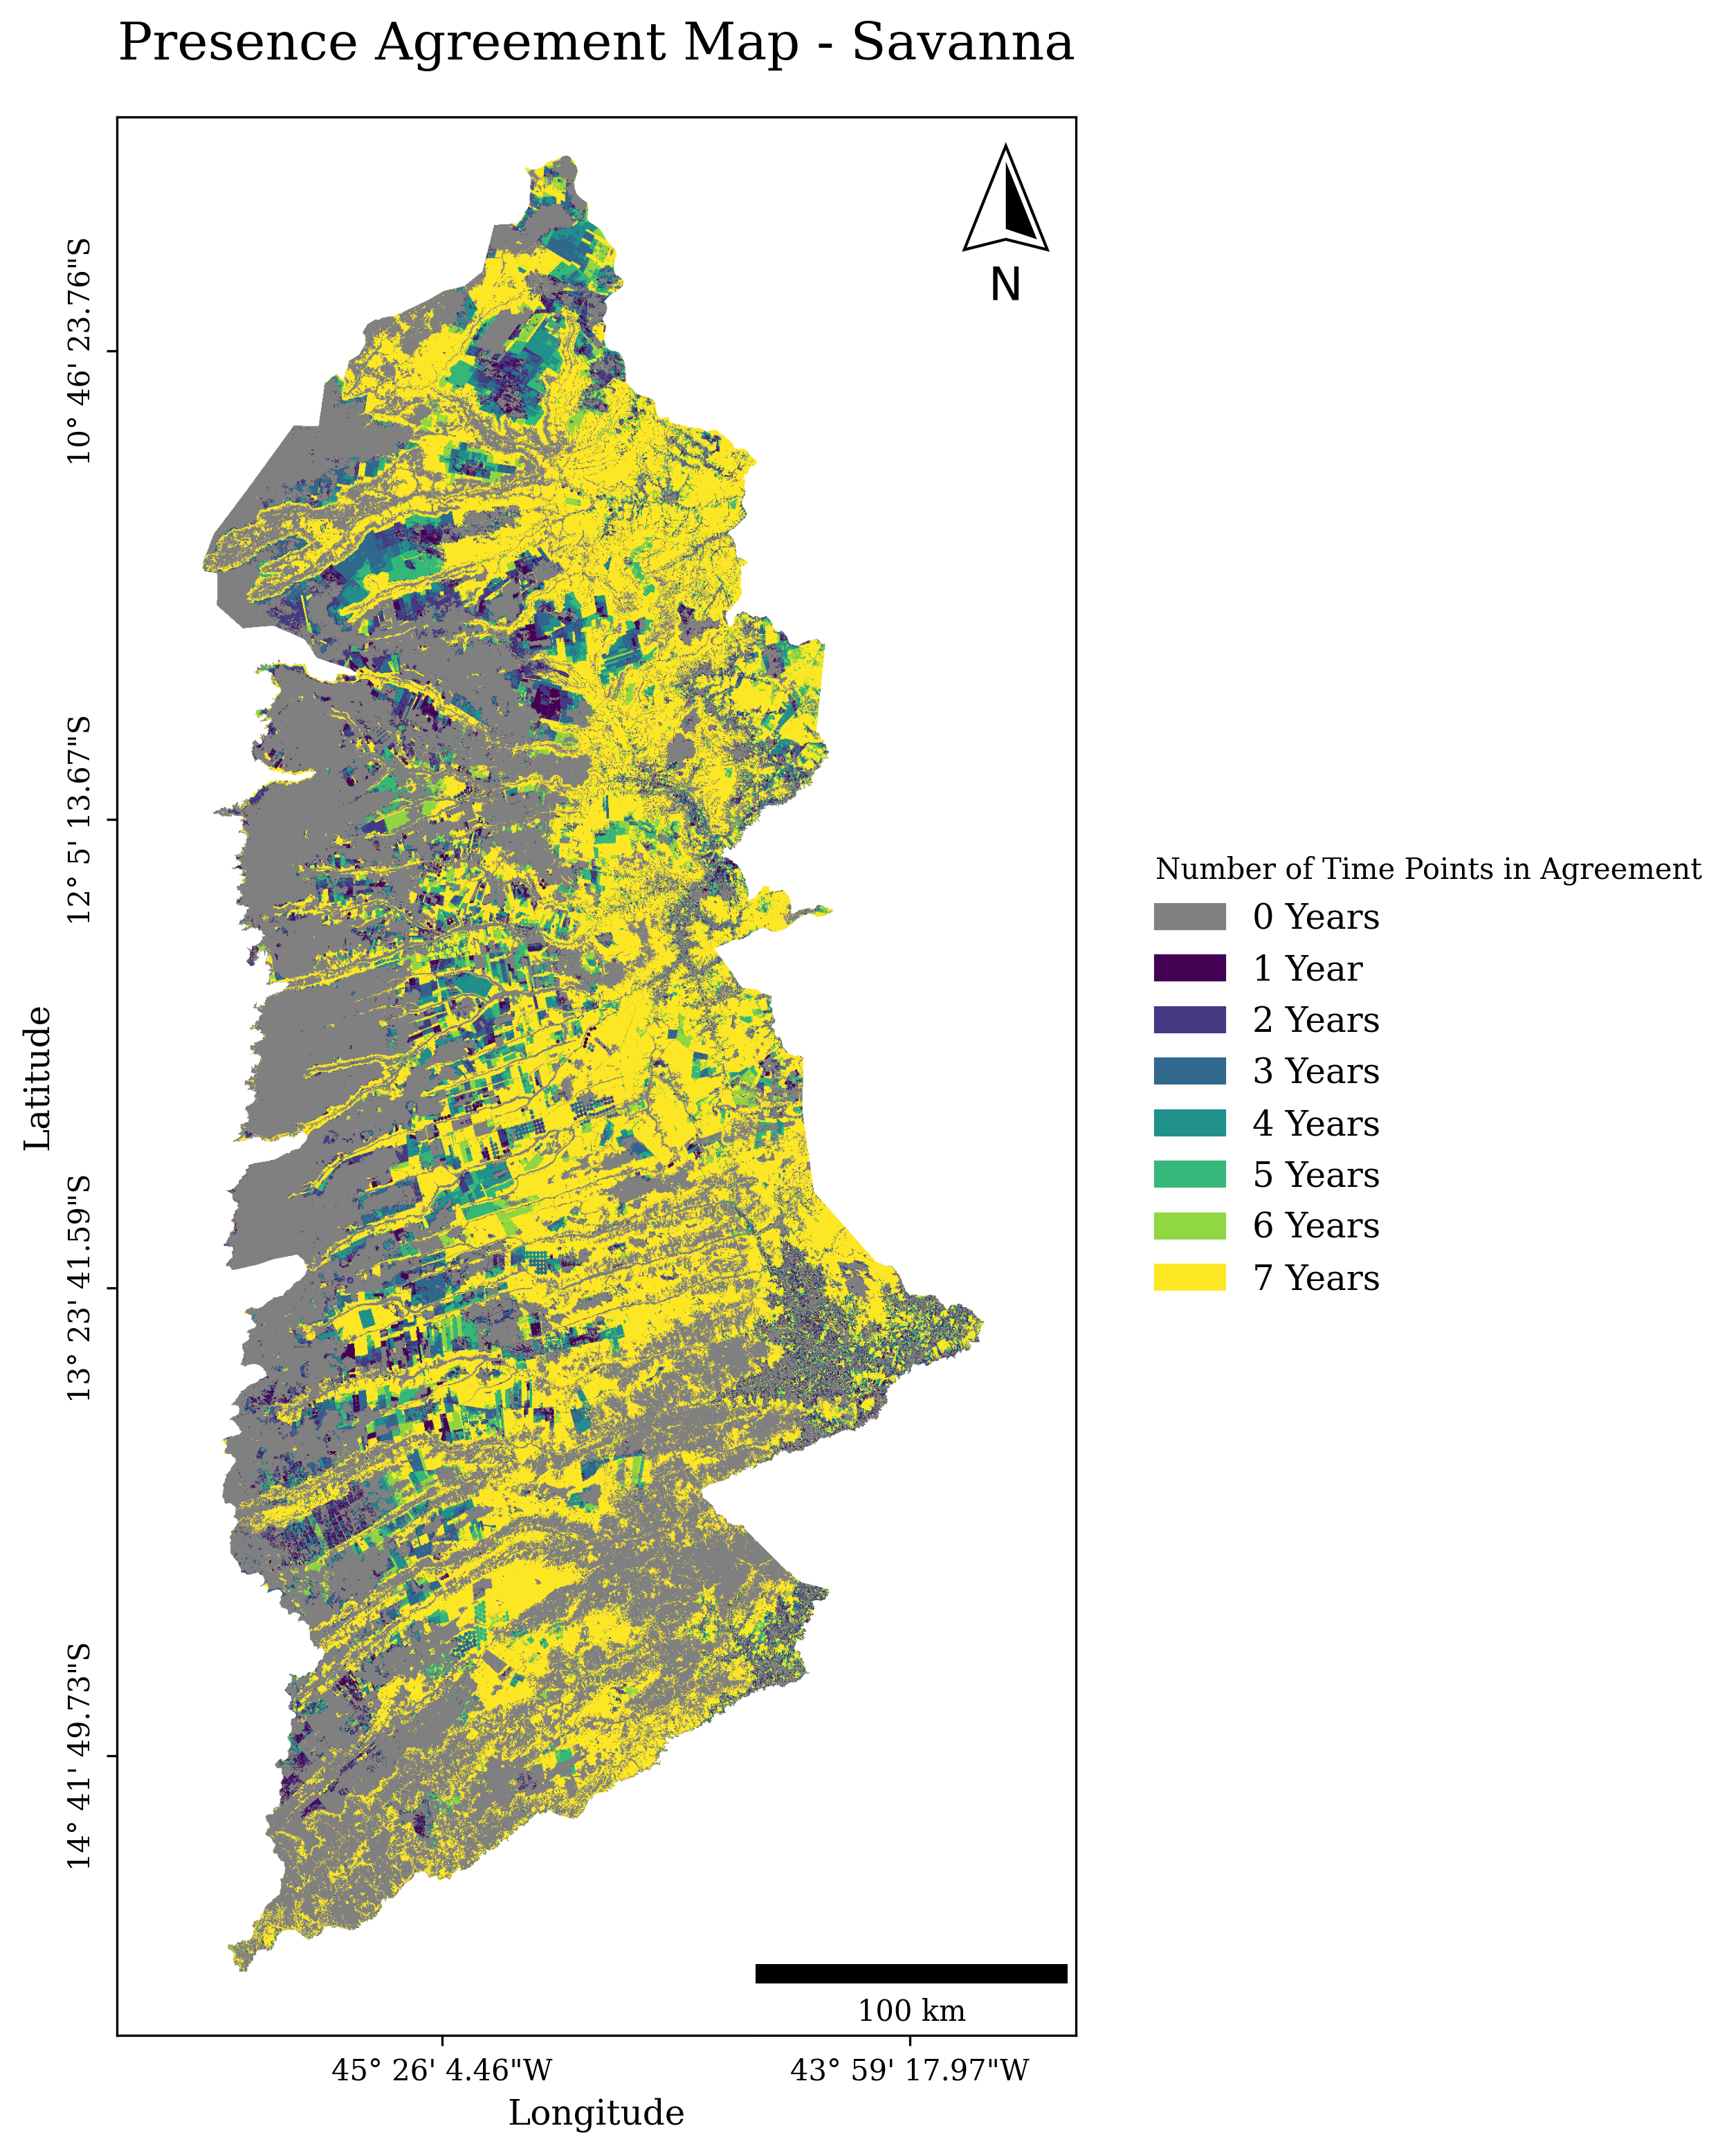 Presence Agreement Map - Savanna
N
10° 46' 23.76"S
12° 5' 13.67"S
13° 23' 41.59"S
14° 41' 49.73"S
Latitude
Number of Time Points in Agreement
0 Years
1 Year
2 Years
3 Years
4 Years
5 Years
6 Years
7 Years
100 km
45° 26' 4.46"W
43° 59' 17.97"W
Longitude